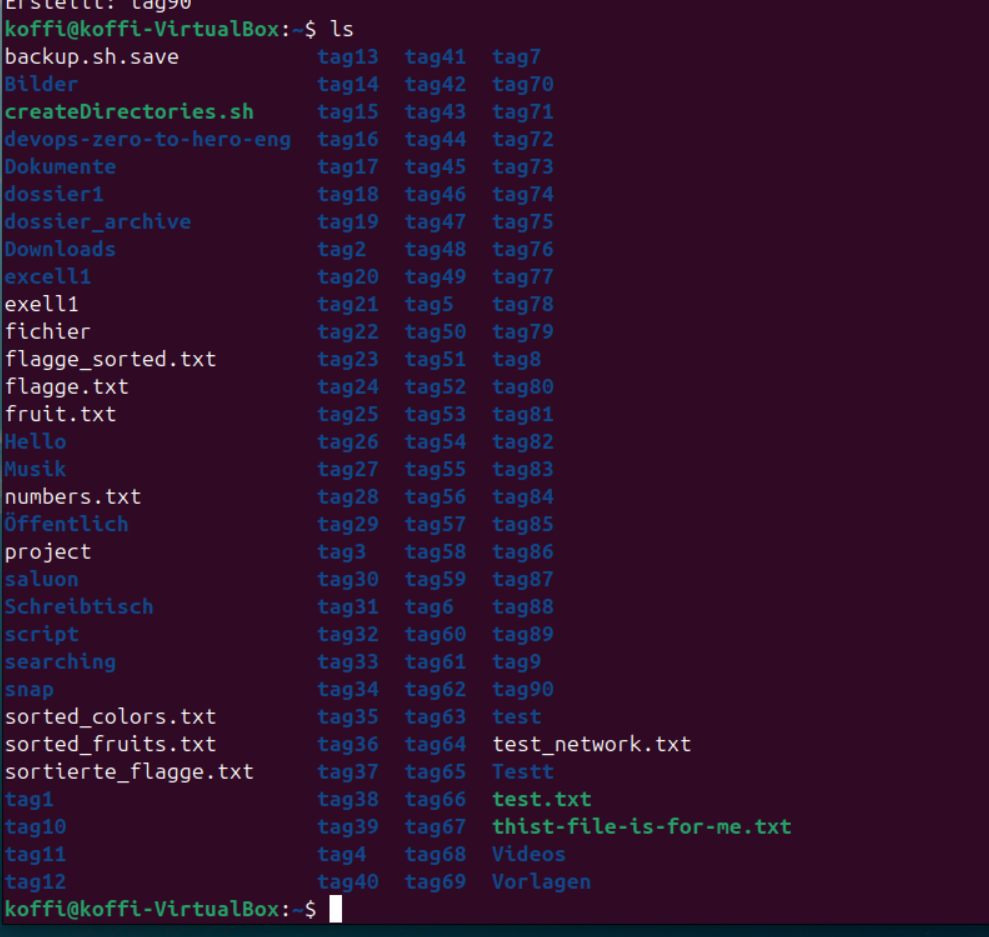 Erstellt: tag90
koffi@koffi-VirtualBox:~$ ls
backup.sh.save tag13 tag41 tag7
Bilder tag14 tag42 tag70
createDirectories.sh tag15 tag43 tag71
devops-zero-to-hero-eng tag16 tag44 tag72
Dokumente tag17 tag45 tag73
dossier1 tag18 tag46 tag74
dossier_archive tag19 tag47 tag75
Downloads tag2 tag48 tag76
excell1 tag20 tag49 tag77
exell1 tag21 tag5 tag78
fichier tag22 tag50 tag79
flagge_sorted.txt tag23 tag51 tag8
flagge.txt tag24 tag52 tag80
fruit.txt tag25 tag53 tag81
Hello tag26 tag54 tag82
Musik tag27 tag55 tag83
numbers.txt tag28 tag56 tag84
Öffentlich tag29 tag57 tag85
project tag3 tag58 tag86
saluon tag30 tag59 tag87
Schreibtisch tag31 tag6 tag88
script tag32 tag60 tag89
searching tag33 tag61 tag9
snap tag34 tag62 tag90
sorted_colors.txt tag35 tag63 test
sorted_fruits.txt tag36 tag64 test_network.txt
sortierte_flagge.txt tag37 tag65 Testt
tag1 tag38 tag66 test.txt
tag10 tag39 tag67 thist-file-is-for-me.txt
tag11 tag4 tag68 Videos
tag12 tag40 tag69 Vorlagen
koffi@koffi-VirtualBox:~$